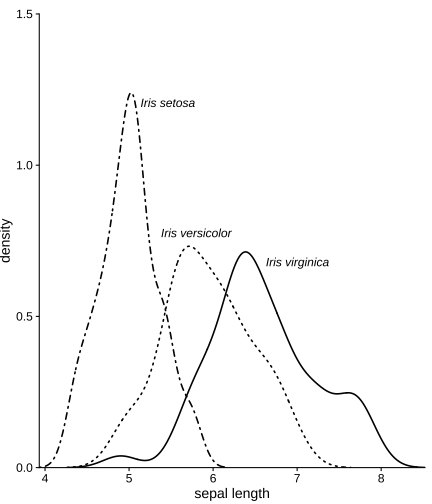 1.5
Iris setosa
1.0
Iris versicolor
Iris virginica
density
0.5
0.0
4 5 6 7 8
sepal length